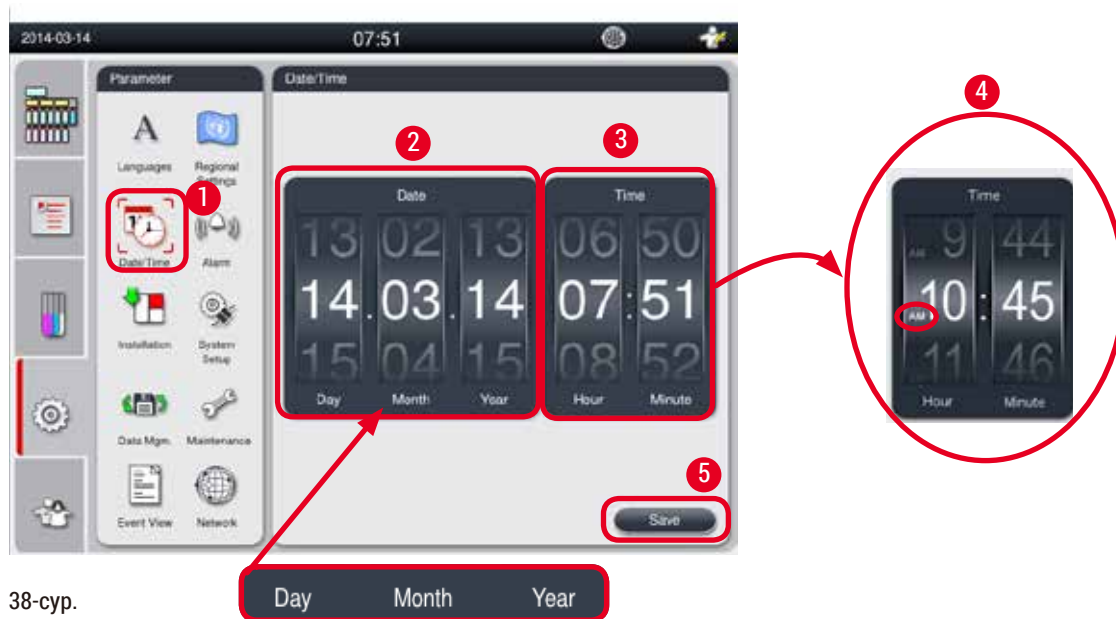 2014-03-14 07:51
Parameter
Date/Time
4
A
2
3
Languages
Regional Settings
1
Date
Time
Time
13 02 13 06 50
AM 9 44
Date/Time
Alarm
14.03.14 07:51
AM 10:45
Installation
System Setup
15 04 15 08 52
11 46
Day Month Year Hour Minute
Hour Minute
Data Mgm.
Maintenance
5
Event View
Network
Save
38-сур.
Day Month Year